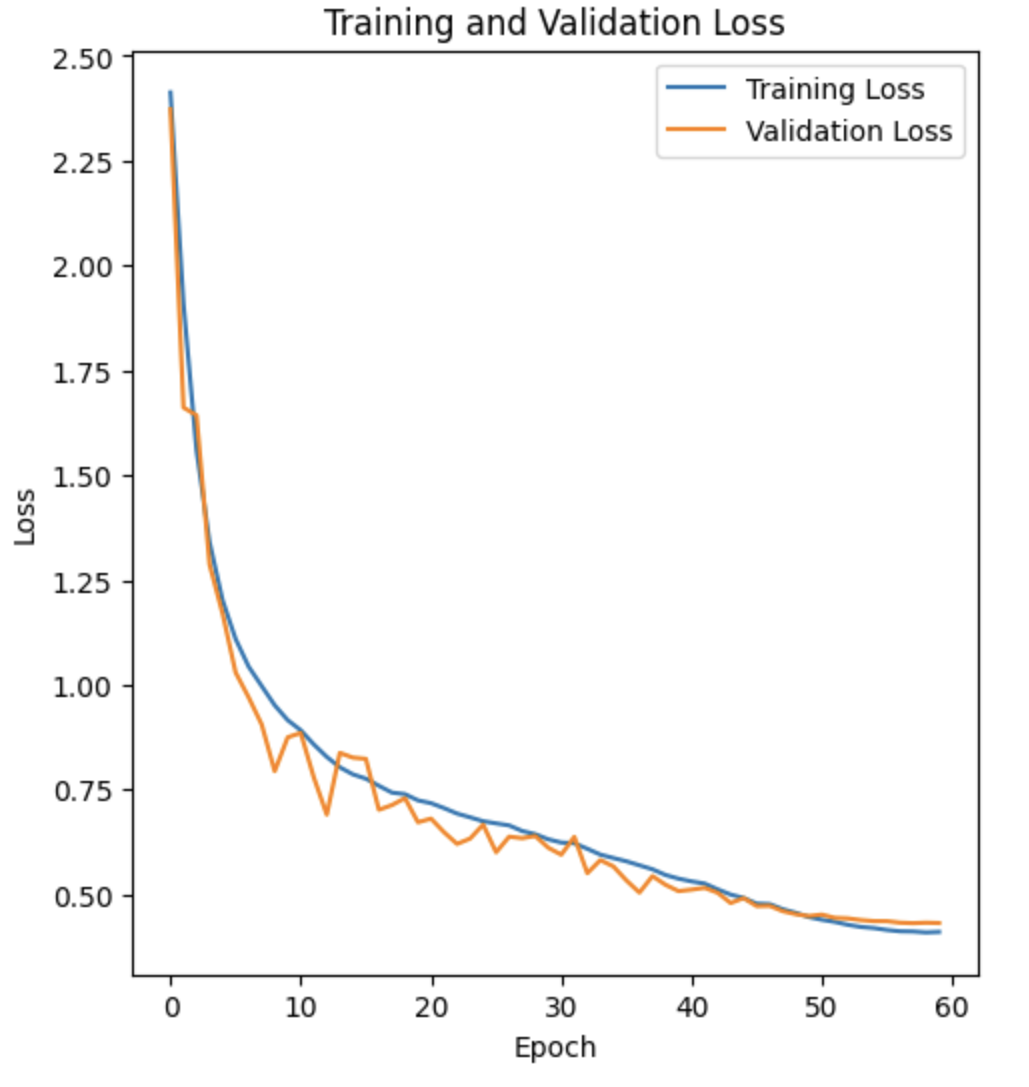 Training and Validation Loss
Training Loss
Validation Loss
2.50
2.25
2.00
1.75
1.50
1.25
1.00
0.75
0.50
Loss
0 10 20 30 40 50 60
Epoch